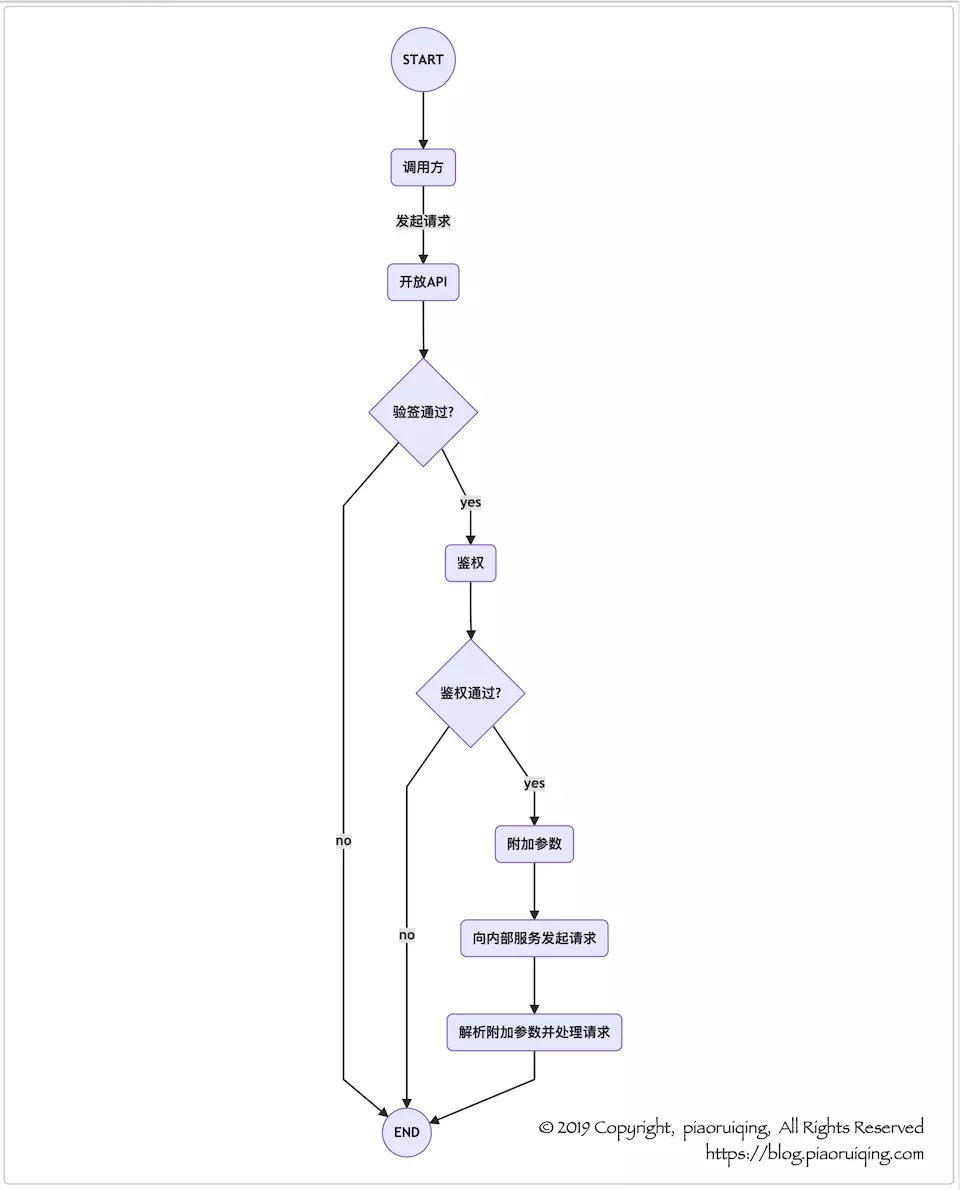 START
调用方
发起请求
开放API
验签通过?
yes
鉴权
鉴权通过?
yes
no
附加参数
no
向内部服务发起请求
解析附加参数并处理请求
END
© 2019 Copyright, piaoruiqing, All Rights Reserved
https://blog.piaoruiqing.com